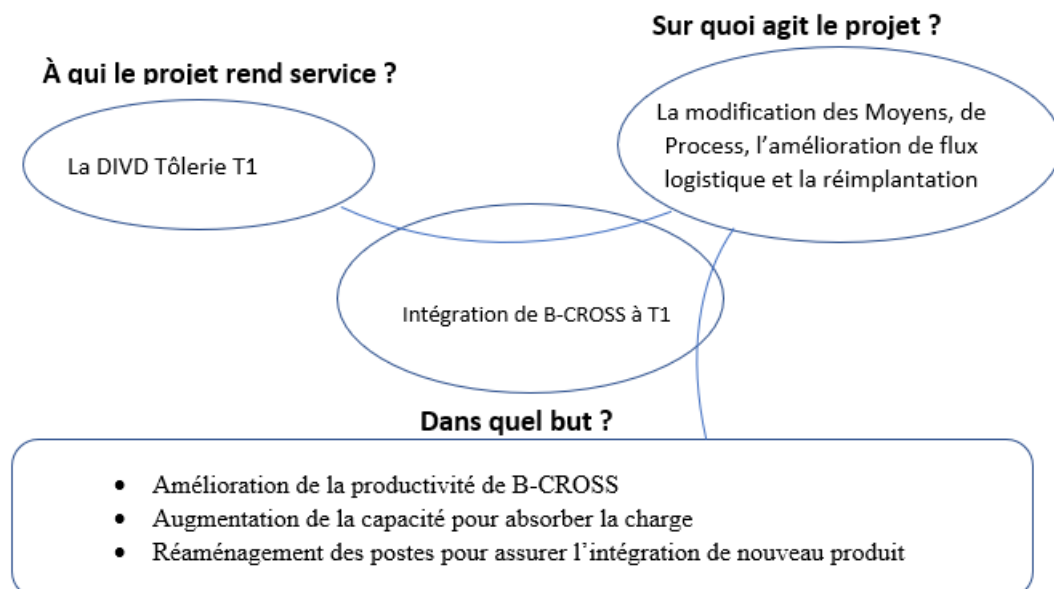 Sur quoi agit le projet ?
À qui le projet rend service ?
La modification des Moyens, de
Process, l’amélioration de flux
logistique et la réimplantation
La DIVD Tôlerie T1
Intégration de B-CROSS à T1
Dans quel but ?
• Amélioration de la productivité de B-CROSS
• Augmentation de la capacité pour absorber la charge
• Réaménagement des postes pour assurer l’intégration de nouveau produit